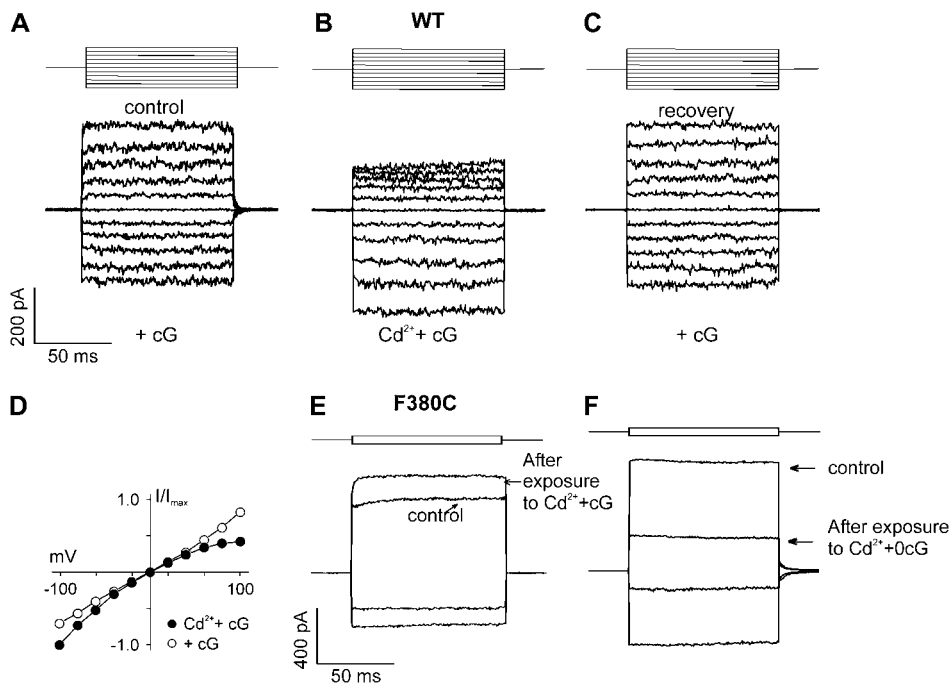 A
B
WT
C
control
recovery
200 pA
50 ms
+ cG
Cd²⁺+ cG
+ cG
D
E
F380C
F
I/Imax
1.0
mV
-100
100
-1.0
Cd²⁺+ cG
+ cG
After
exposure
to Cd²⁺+cG
control
400 pA
50 ms
control
After exposure
to Cd²⁺+0cG